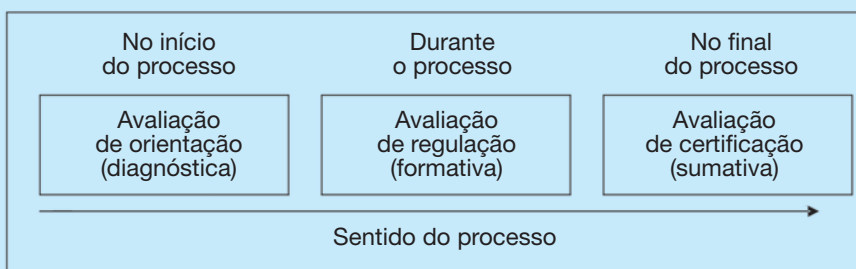 No início
do processo
Durante
o processo
No final
do processo
Avaliação
de orientação
(diagnóstica)
Avaliação
de regulação
(formativa)
Avaliação
de certificação
(sumativa)
Sentido do processo